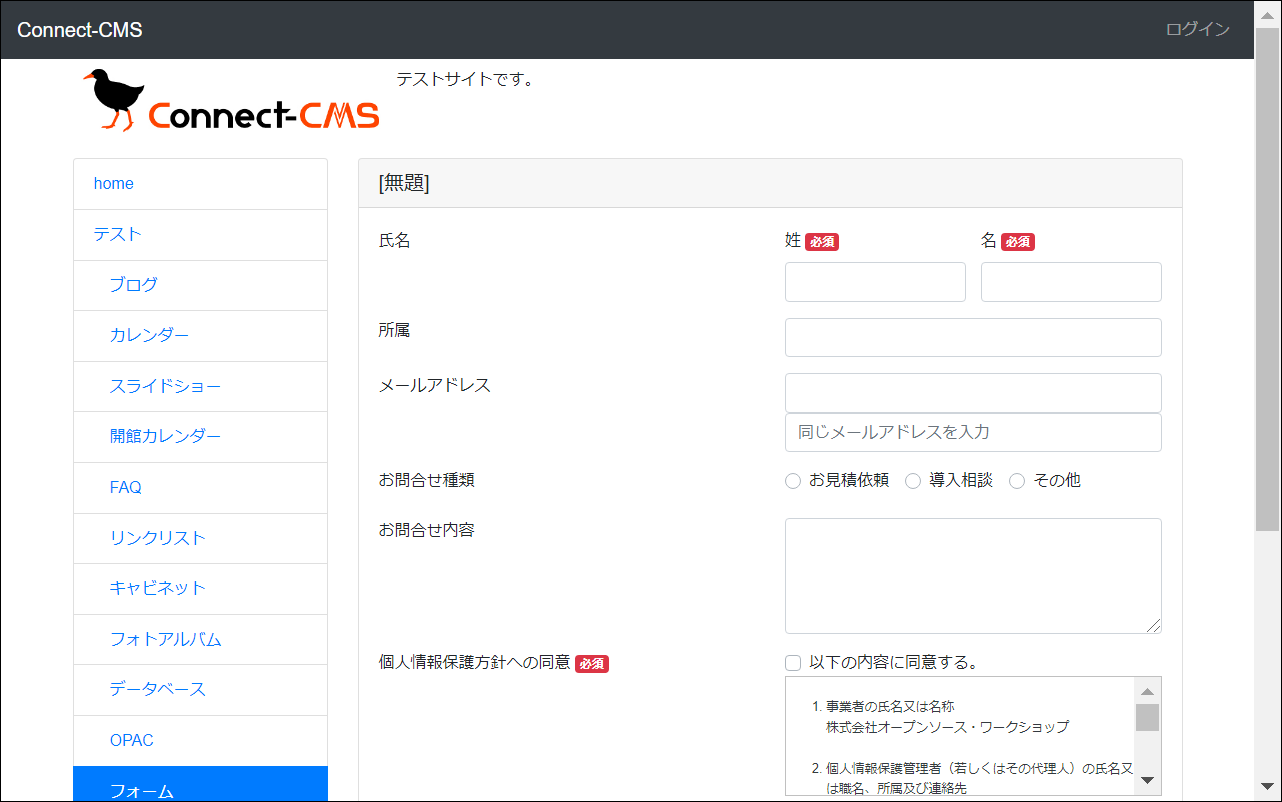 Connect-CMS
ログイン
Connect-CMS
テストサイトです。
home
テスト
ブログ
カレンダー
スライドショー
開館カレンダー
FAQ
リンクリスト
キャビネット
フォトアルバム
データベース
OPAC
フォーム
[無題]
氏名
姓 必須
名 必須
所属
メールアドレス
同じメールアドレスを入力
お問合せ種類
お見積依頼 導入相談 その他
お問合せ内容
個人情報保護方針への同意 必須
以下の内容に同意する。
1. 事業者の氏名又は名称
株式会社オープンソース・ワークショップ
2. 個人情報保護管理者（若しくはその代理人）の氏名又
は職名、所属及び連絡先